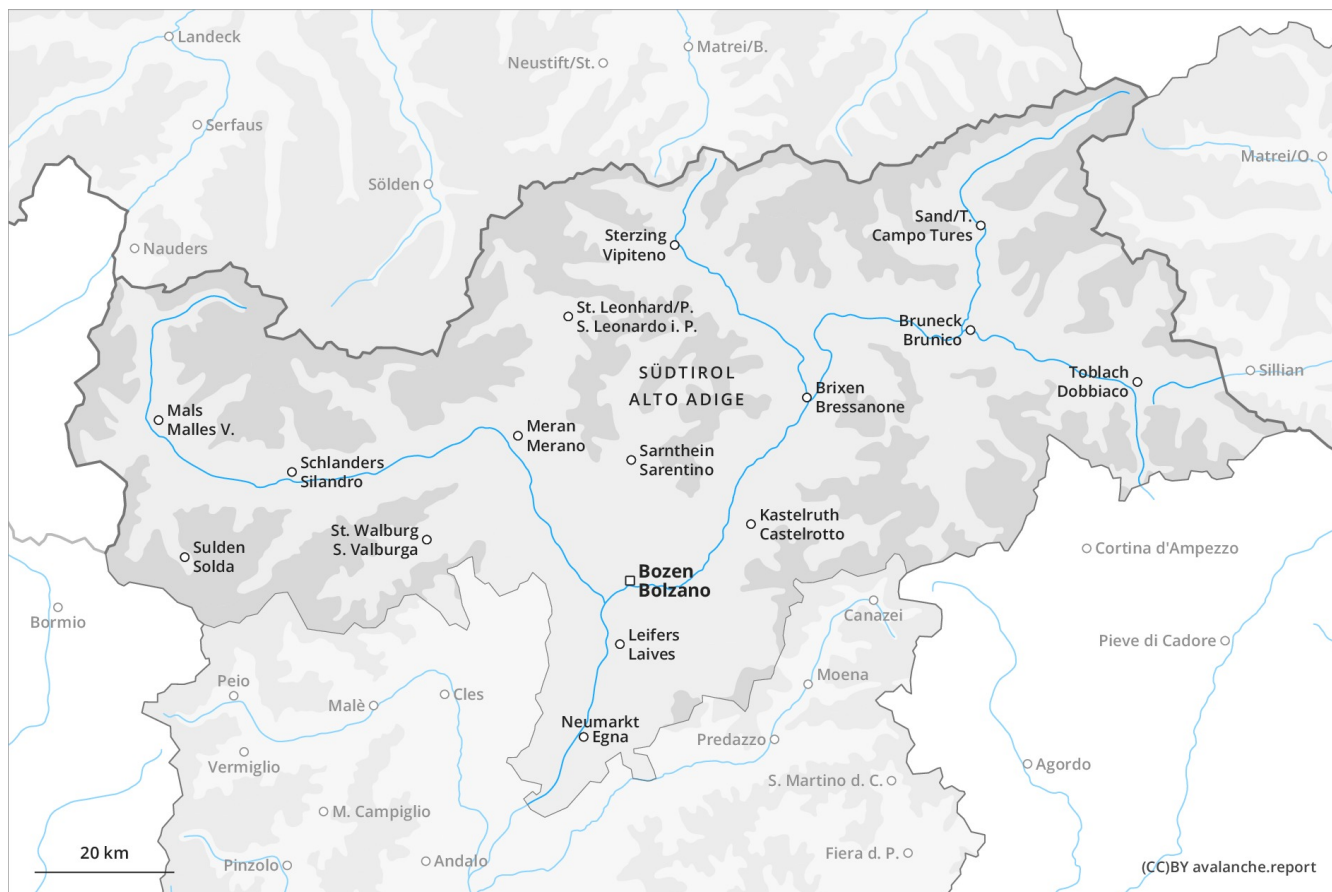 Landeck
Matrei/B.
Neustift/St.
Serfaus
Matrei/O.
Sölden
Sand/T.
Campo Tures
Sterzing
Vipiteno
Nauders
St. Leonhard/P.
S. Leonardo i. P.
Bruneck
Brunico
SÜDTIROL
ALTO ADIGE
Toblach
Dobbiaco
Sillian
Brixen
Bressanone
Mals
Malles V.
Meran
Merano
Sarnthein
Sarentino
Schlanders
Silandro
Kastelruth
Castelrotto
St. Walburg
S. Valburga
Sulden
Solda
Cortina d'Ampezzo
Bozen
Bolzano
Bormio
Canazei
Leifers
Laives
Pieve di Cadore
Peio
Moena
Malè
Cles
Neumarkt
Egna
Predazzo
Vermiglio
Agordo
S. Martino d. C.
M. Campiglio
20 km
Pinzolo
Andalo
Fiera d. P.
(CC)BY avalanche.report